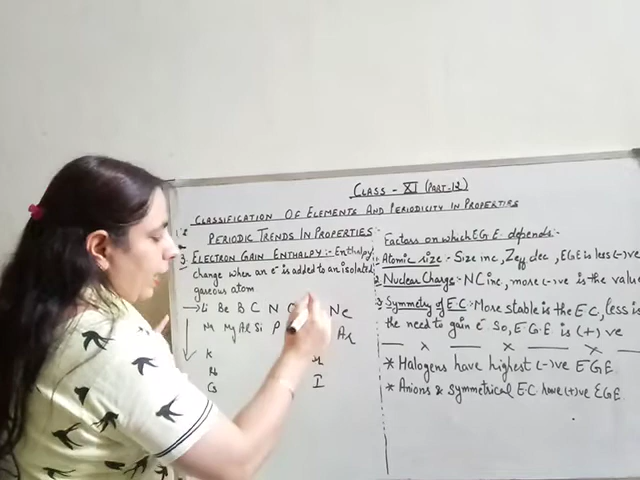 CLASS - XI (PART-12)
CLASSIFICATION OF ELEMENTS AND PERIODICITY IN PROPERTIES
PERIODIC TRENDS IN PROPERTIES
3. ELECTRON GAIN ENTHALPY :- Enthalpy
change when an e⁻ is added to an isolated
gaseous atom
→ Li Be B C N Ne
Mg Al Si P Ar
K
I
Factors on which E G E depends:-
Atomic size :- Size inc, Zeff dec, EGE is less (-)ve
2 Nuclear Charge :- NC inc, more (-)ve is the value
3 Symmetry of E.C :- More stable is the E.C, less is
the need to gain e⁻ So, E.G.E is (+) ve
* Halogens have highest (-)ve E G E.
* Anions & Symmetrical E.C have (+)ve EGE.